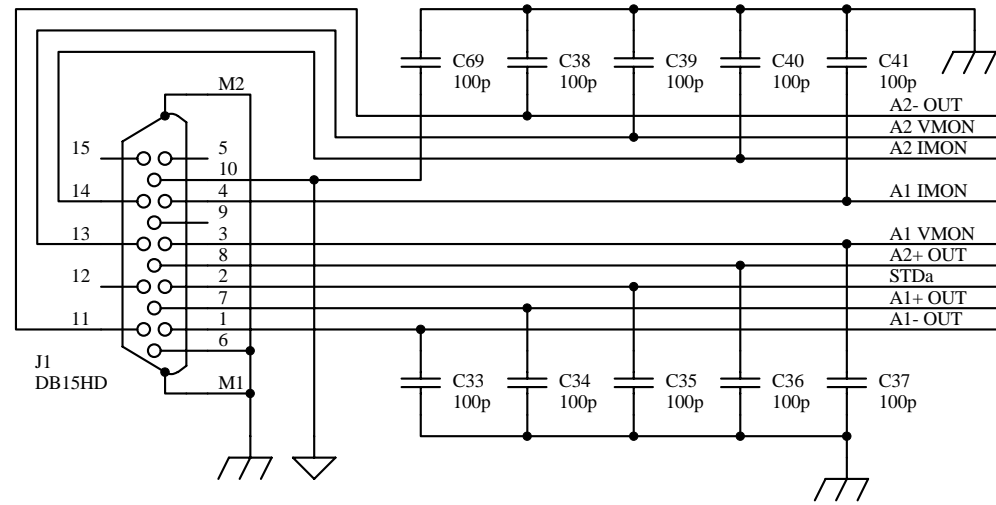 C69
100p
C38
100p
C39
100p
C40
100p
C41
100p
M2
A2- OUT
A2 VMON
A2 IMON
15
5
10
14
4
A1 IMON
9
13
3
A1 VMON
8
A2+ OUT
12
2
STDa
7
A1+ OUT
11
1
A1- OUT
6
J1
DB15HD
M1
C33
100p
C34
100p
C35
100p
C36
100p
C37
100p